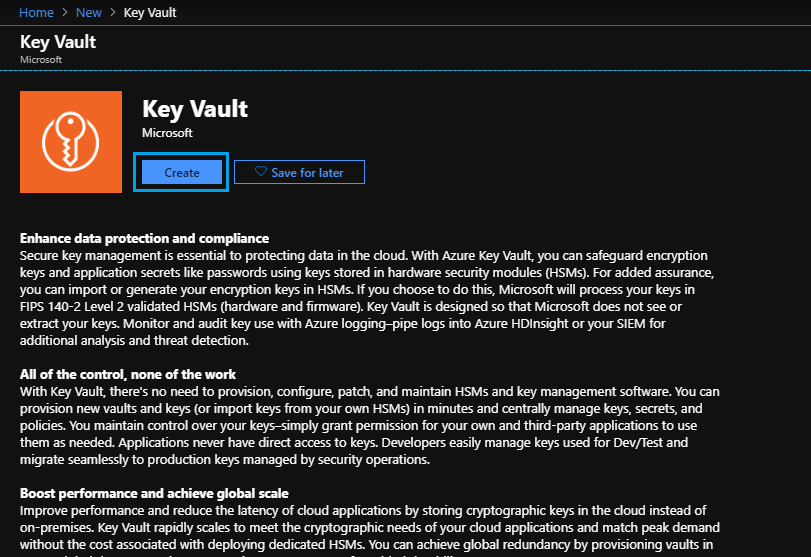 Home > New > Key Vault
Key Vault
Microsoft
Key Vault
Microsoft
Create
Save for later
Enhance data protection and compliance
Secure key management is essential to protecting data in the cloud. With Azure Key Vault, you can safeguard encryption
keys and application secrets like passwords using keys stored in hardware security modules (HSMs). For added assurance,
you can import or generate your encryption keys in HSMs. If you choose to do this, Microsoft will process your keys in
FIPS 140-2 Level 2 validated HSMs (hardware and firmware). Key Vault is designed so that Microsoft does not see or
extract your keys. Monitor and audit key use with Azure logging–pipe logs into Azure HDInsight or your SIEM for
additional analysis and threat detection.
All of the control, none of the work
With Key Vault, there's no need to provision, configure, patch, and maintain HSMs and key management software. You can
provision new vaults and keys (or import keys from your own HSMs) in minutes and centrally manage keys, secrets, and
policies. You maintain control over your keys–simply grant permission for your own and third-party applications to use
them as needed. Applications never have direct access to keys. Developers easily manage keys used for Dev/Test and
migrate seamlessly to production keys managed by security operations.
Boost performance and achieve global scale
Improve performance and reduce the latency of cloud applications by storing cryptographic keys in the cloud instead of
on-premises. Key Vault rapidly scales to meet the cryptographic needs of your cloud applications and match peak demand
without the cost associated with deploying dedicated HSMs. You can achieve global redundancy by provisioning vaults in